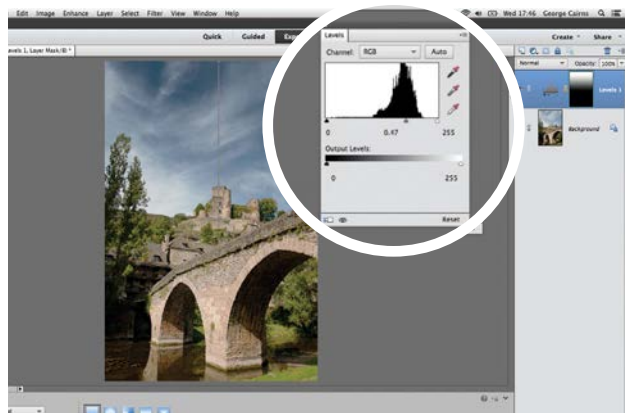 Edit Image Enhance Layer Select Filter View Window Help Wed 17:46 George Cairns
Quick Guided Create Share
Levels 1, Layer Mask/8) *
Levels
Channel: RGB Auto
0 0.47 255
Output Levels:
0 255
Reset
Normal Opacity: 100%
Levels 1
Background